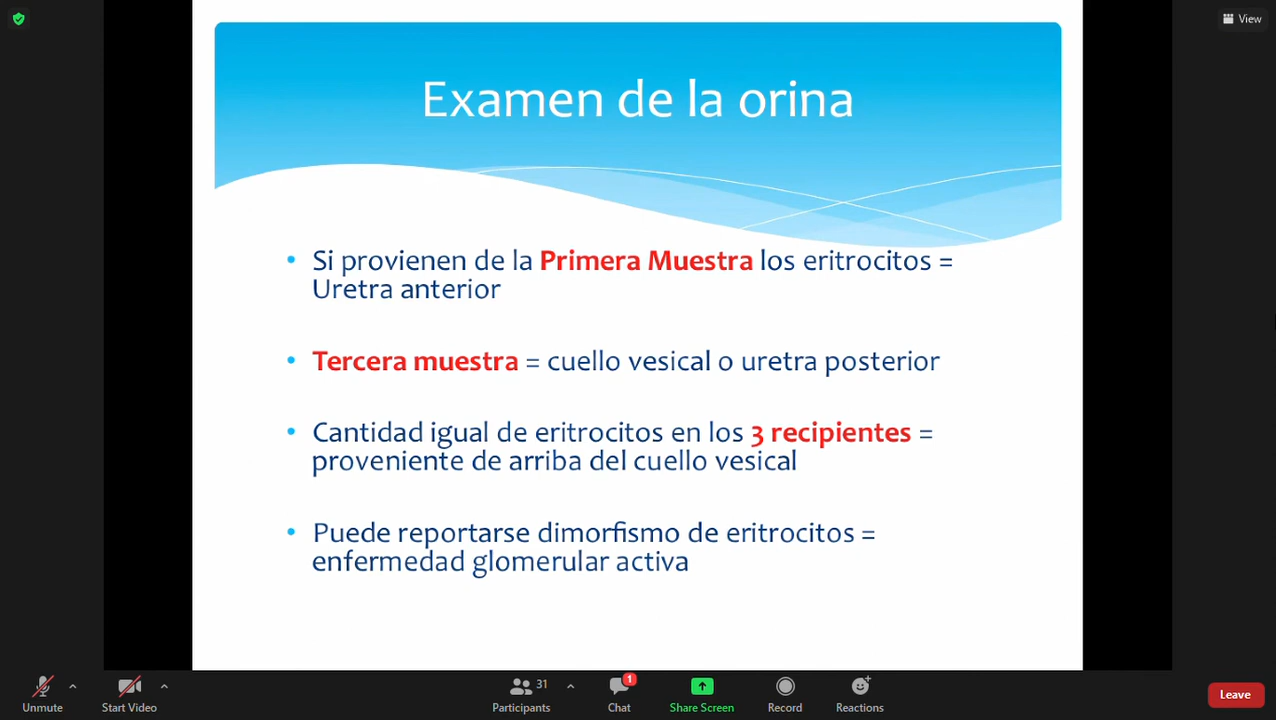 View
Examen de la orina
• Si provienen de la Primera Muestra los eritrocitos =
Uretra anterior
• Tercera muestra = cuello vesical o uretra posterior
• Cantidad igual de eritrocitos en los 3 recipientes =
proveniente de arriba del cuello vesical
• Puede reportarse dimorfismo de eritrocitos =
enfermedad glomerular activa
31
1
Unmute
Start Video
Participants
Chat
Share Screen
Record
Reactions
Leave